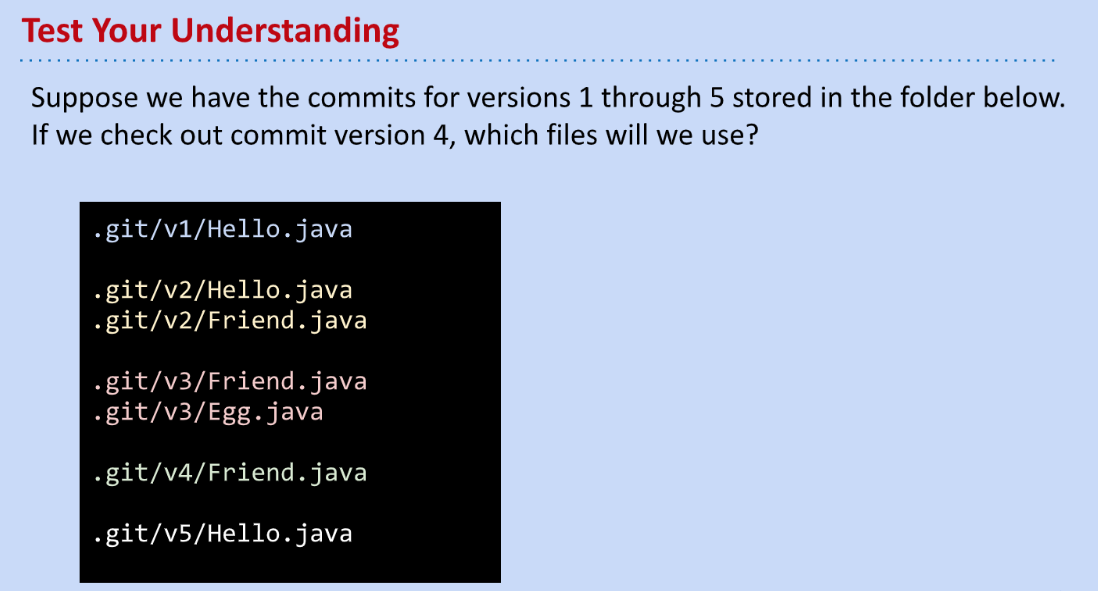 Test Your Understanding
Suppose we have the commits for versions 1 through 5 stored in the folder below.
If we check out commit version 4, which files will we use?
.git/v1/Hello.java
.git/v2/Hello.java
.git/v2/Friend.java
.git/v3/Friend.java
.git/v3/Egg.java
.git/v4/Friend.java
.git/v5/Hello.java